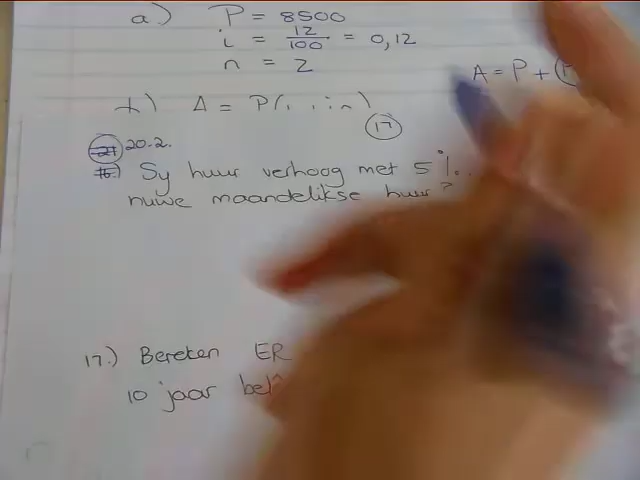 a.) P = 8500
i = 12/100 = 0,12
n = 2
A = P +
b) A = P(1 + i.n)
17
20.2.
Sy huur verhoog met 5 %.
nuwe maandelikse huur?
17.) Bereken ER
10 jaar